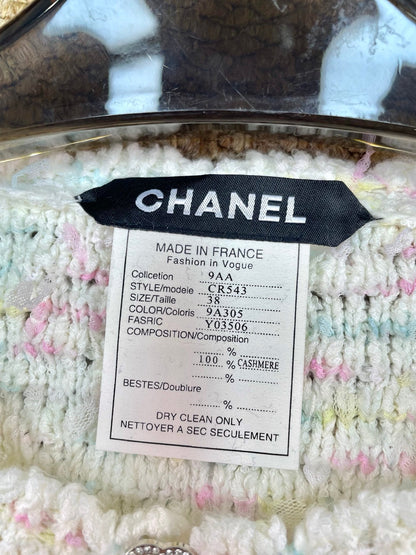 CHANEL
MADE IN FRANCE
Fashion in Vogue
Collcetion 9AA
STYLE/modele CR543
SIZE/Taille 38
COLOR/Coloris 9A305
FASRIC Y03506
COMPOSITION/Composition
%
100 % CASHMERE
%
BESTES/Doublure %
DRY CLEAN ONLY
NETTOYER A SEC SEULEMENT